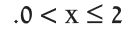 .0 < x ≤ 2